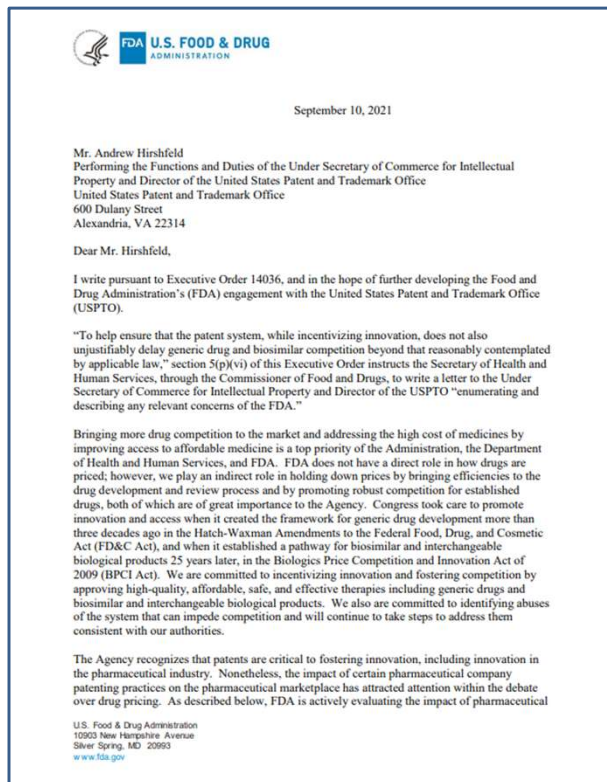 FDA U.S. FOOD & DRUG
ADMINISTRATION
September 10, 2021
Mr. Andrew Hirshfeld
Performing the Functions and Duties of the Under Secretary of Commerce for Intellectual
Property and Director of the United States Patent and Trademark Office
United States Patent and Trademark Office
600 Dulany Street
Alexandria, VA 22314
Dear Mr. Hirshfeld,
I write pursuant to Executive Order 14036, and in the hope of further developing the Food and
Drug Administration's (FDA) engagement with the United States Patent and Trademark Office
(USPTO).
“To help ensure that the patent system, while incentivizing innovation, does not also
unjustifiably delay generic drug and biosimilar competition beyond that reasonably contemplated
by applicable law,” section 5(p)(vi) of this Executive Order instructs the Secretary of Health and
Human Services, through the Commissioner of Food and Drugs, to write a letter to the Under
Secretary of Commerce for Intellectual Property and Director of the USPTO “enumerating and
describing any relevant concerns of the FDA.”
Bringing more drug competition to the market and addressing the high cost of medicines by
improving access to affordable medicine is a top priority of the Administration, the Department
of Health and Human Services, and FDA.  FDA does not have a direct role in how drugs are
priced; however, we play an indirect role in holding down prices by bringing efficiencies to the
drug development and review process and by promoting robust competition for established
drugs, both of which are of great importance to the Agency.  Congress took care to promote
innovation and access when it created the framework for generic drug development more than
three decades ago in the Hatch-Waxman Amendments to the Federal Food, Drug, and Cosmetic
Act (FD&C Act), and when it established a pathway for biosimilar and interchangeable
biological products 25 years later, in the Biologics Price Competition and Innovation Act of
2009 (BPCI Act).  We are committed to incentivizing innovation and fostering competition by
approving high-quality, affordable, safe, and effective therapies including generic drugs and
biosimilar and interchangeable biological products.  We also are committed to identifying abuses
of the system that can impede competition and will continue to take steps to address them
consistent with our authorities.
The Agency recognizes that patents are critical to fostering innovation, including innovation in
the pharmaceutical industry.  Nonetheless, the impact of certain pharmaceutical company
patenting practices on the pharmaceutical marketplace has attracted attention within the debate
over drug pricing.  As described below, FDA is actively evaluating the impact of pharmaceutical
U.S. Food & Drug Administration
10903 New Hampshire Avenue
Silver Spring, MD  20993
www.fda.gov